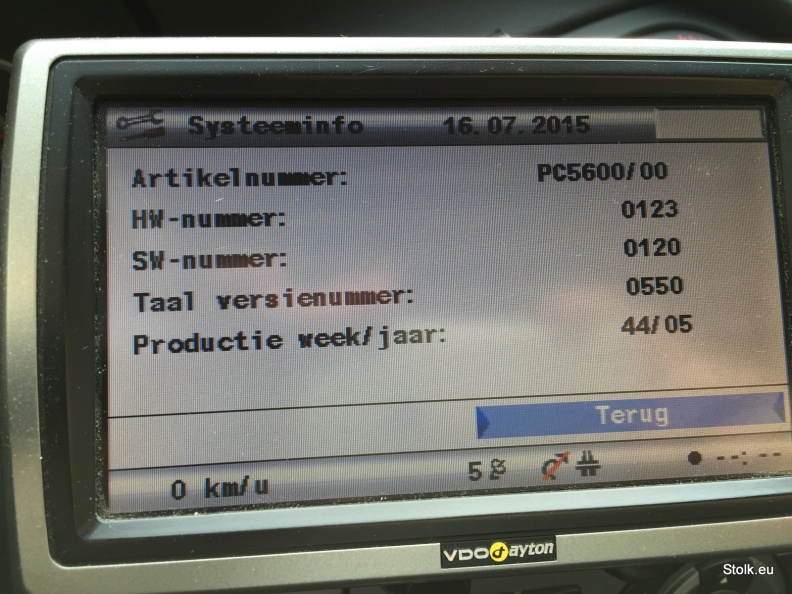 Systeeminfo 16.07.2015
Artikelnummer: PC5600/00
HW-nummer: 0123
SW-nummer: 0120
Taal versienummer: 0550
Productie week/jaar: 44/05
Terug
0 km/u 5 --:--
VDO dayton
Stolk.eu